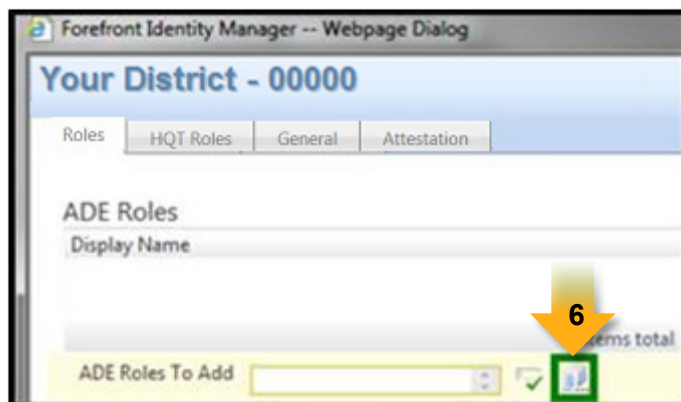 Forefront Identity Manager -- Webpage Dialog
Your District - 00000
Roles HQT Roles General Attestation
ADE Roles
Display Name
6
total
ADE Roles To Add